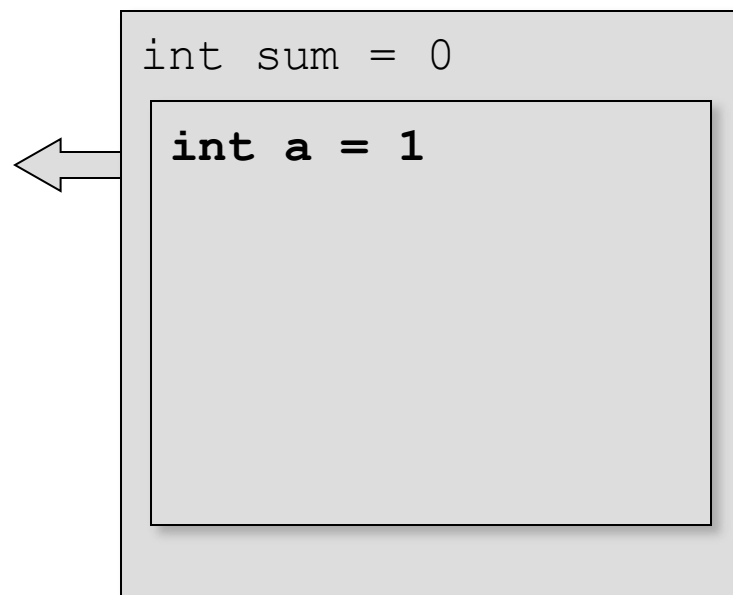 int sum = 0
int a = 1